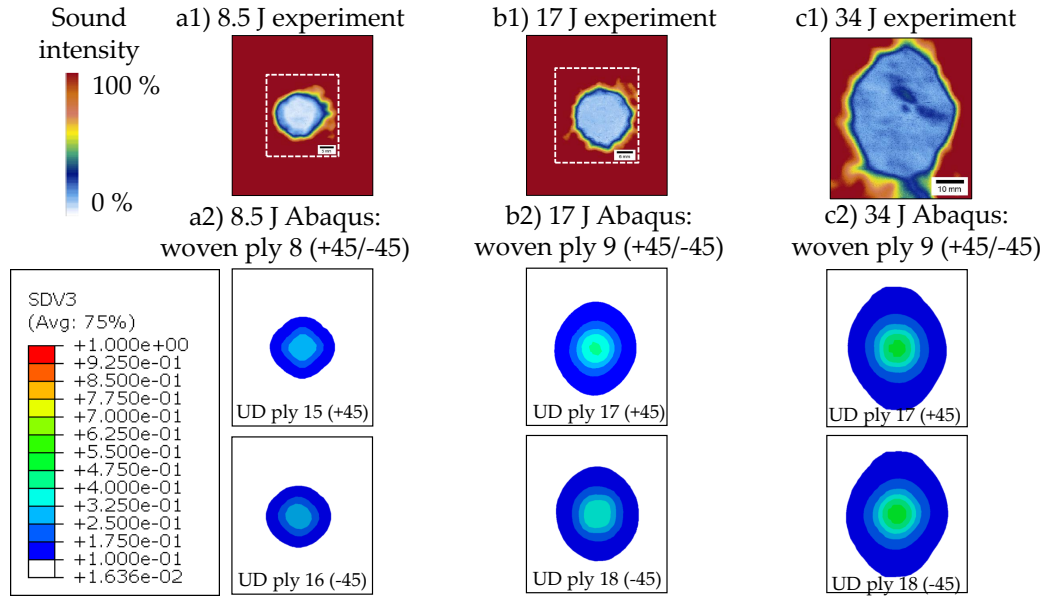 Sound
intensity
100 %
0 %
a1) 8.5 J experiment
b1) 17 J experiment
c1) 34 J experiment
10 mm
a2) 8.5 J Abaqus:
woven ply 8 (+45/-45)
b2) 17 J Abaqus:
woven ply 9 (+45/-45)
c2) 34 J Abaqus:
woven ply 9 (+45/-45)
SDV3
(Avg: 75%)
+1.000e+00
+9.250e-01
+8.500e-01
+7.750e-01
+7.000e-01
+6.250e-01
+5.500e-01
+4.750e-01
+4.000e-01
+3.250e-01
+2.500e-01
+1.750e-01
+1.000e-01
+1.636e-02
UD ply 15 (+45)
UD ply 17 (+45)
UD ply 17 (+45)
UD ply 16 (-45)
UD ply 18 (-45)
UD ply 18 (-45)